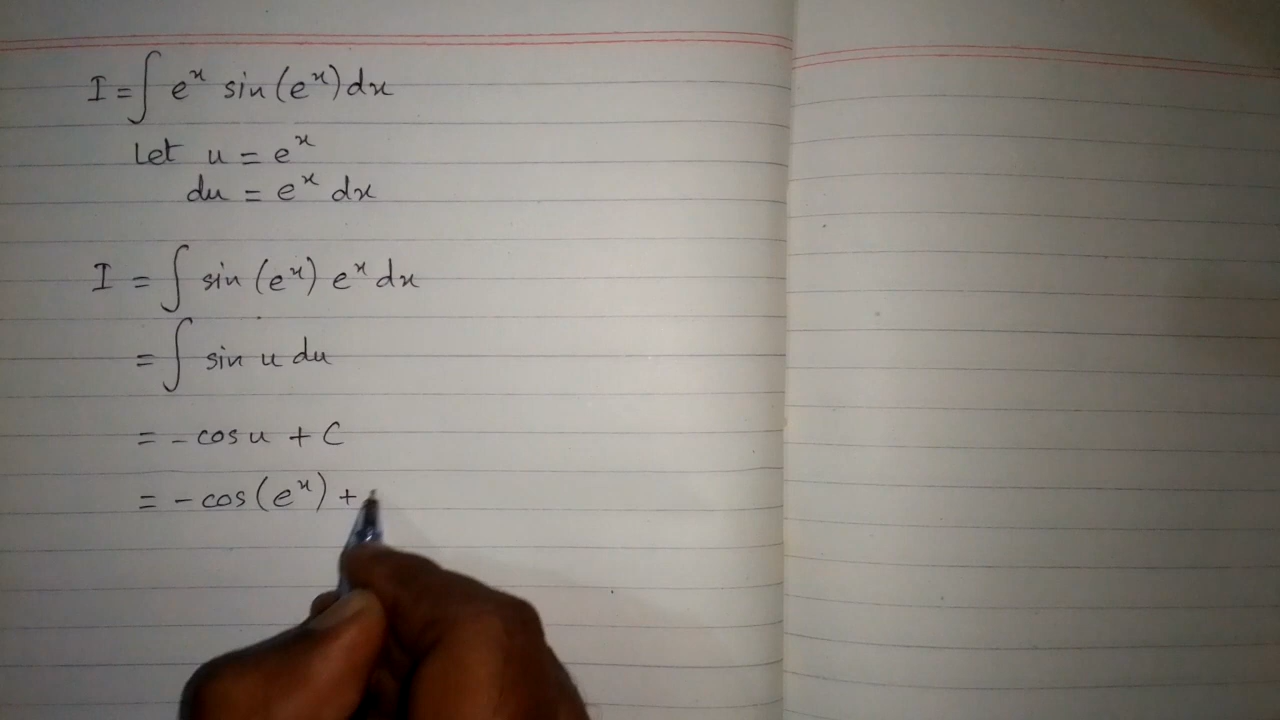 I = ∫ eˣ sin (eˣ) dx
Let u = eˣ
du = eˣ dx
I = ∫ sin (eˣ) eˣ dx
= ∫ sin u du
= - cos u + C
= - cos (eˣ) +